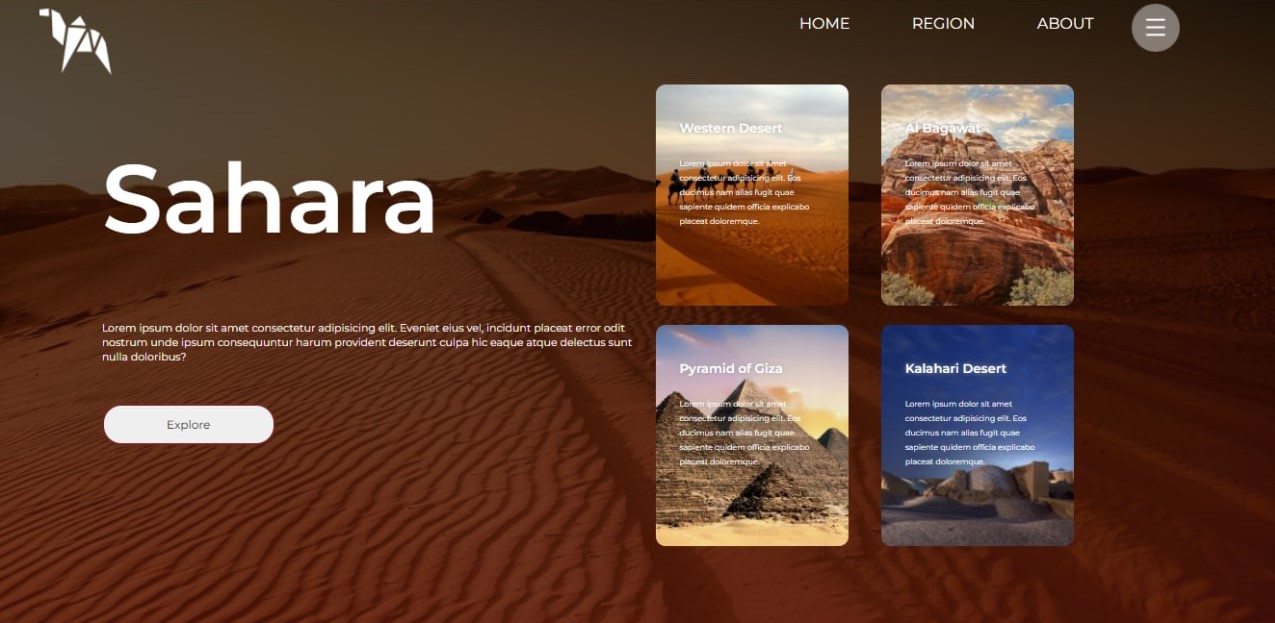 HOME
REGION
ABOUT
Sahara
Lorem ipsum dolor sit amet consectetur adipisicing elit. Eveniet eius vel, incidunt placeat error odit
nostrum unde ipsum consequuntur harum provident deserunt culpa hic eaque atque delectus sunt
nulla doloribus?
Explore
Western Desert
Lorem ipsum dolor sit amet
consectetur adipisicing elit. Eos
ducimus nam alias fugit quae
sapiente quidem officia explicabo
placeat doloremque.
Al Bagawat
Lorem ipsum dolor sit amet
consectetur adipisicing elit. Eos
ducimus nam alias fugit quae
sapiente quidem officia explicabo
placeat doloremque.
Pyramid of Giza
Lorem ipsum dolor sit amet
consectetur adipisicing elit. Eos
ducimus nam alias fugit quae
sapiente quidem officia explicabo
placeat doloremque.
Kalahari Desert
Lorem ipsum dolor sit amet
consectetur adipisicing elit. Eos
ducimus nam alias fugit quae
sapiente quidem officia explicabo
placeat doloremque.